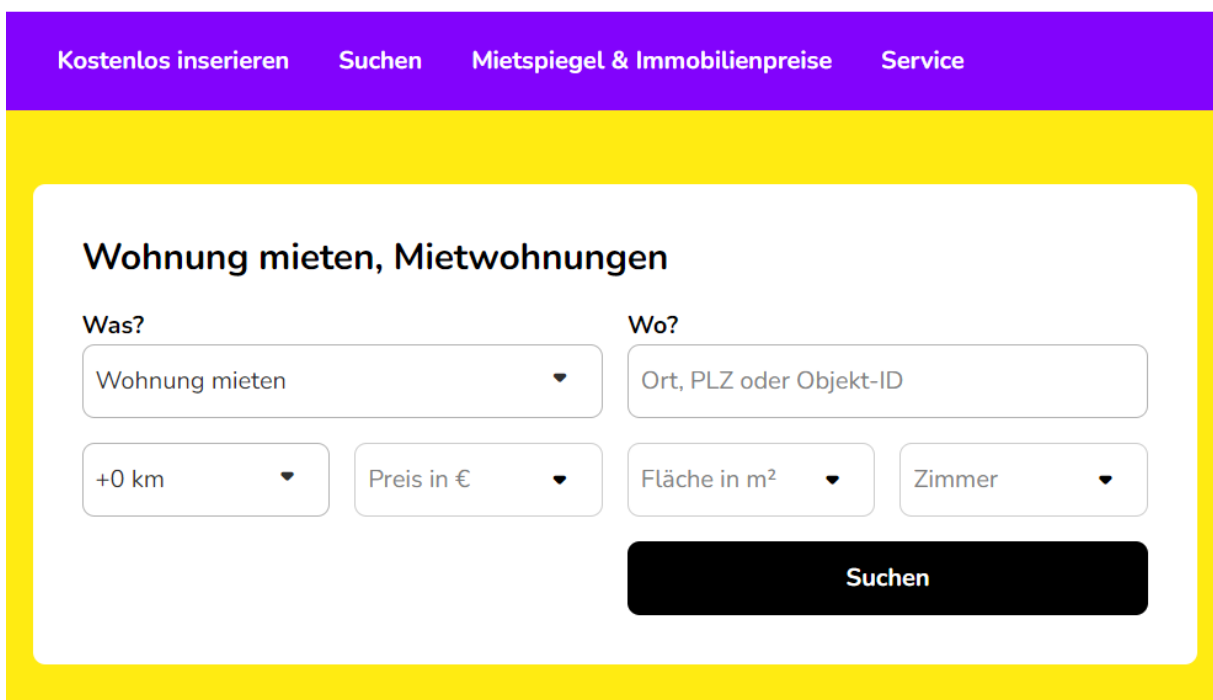 Kostenlos inserieren Suchen Mietspiegel & Immobilienpreise Service
Wohnung mieten, Mietwohnungen
Was? Wo?
Wohnung mieten Ort, PLZ oder Objekt-ID
+0 km Preis in € Fläche in m² Zimmer
Suchen